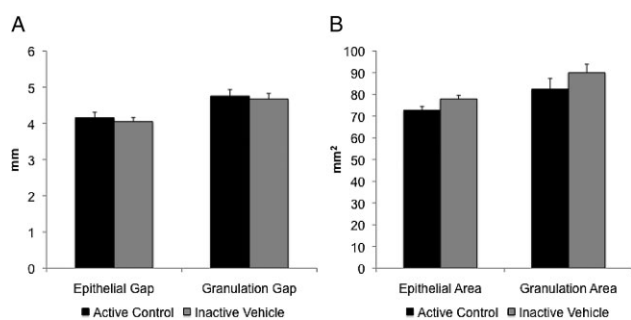 A
6
5
4
3
2
1
0
mm
Epithelial Gap Granulation Gap
Active Control Inactive Vehicle
B
100
90
80
70
60
50
40
30
20
10
0
mm²
Epithelial Area Granulation Area
Active Control Inactive Vehicle